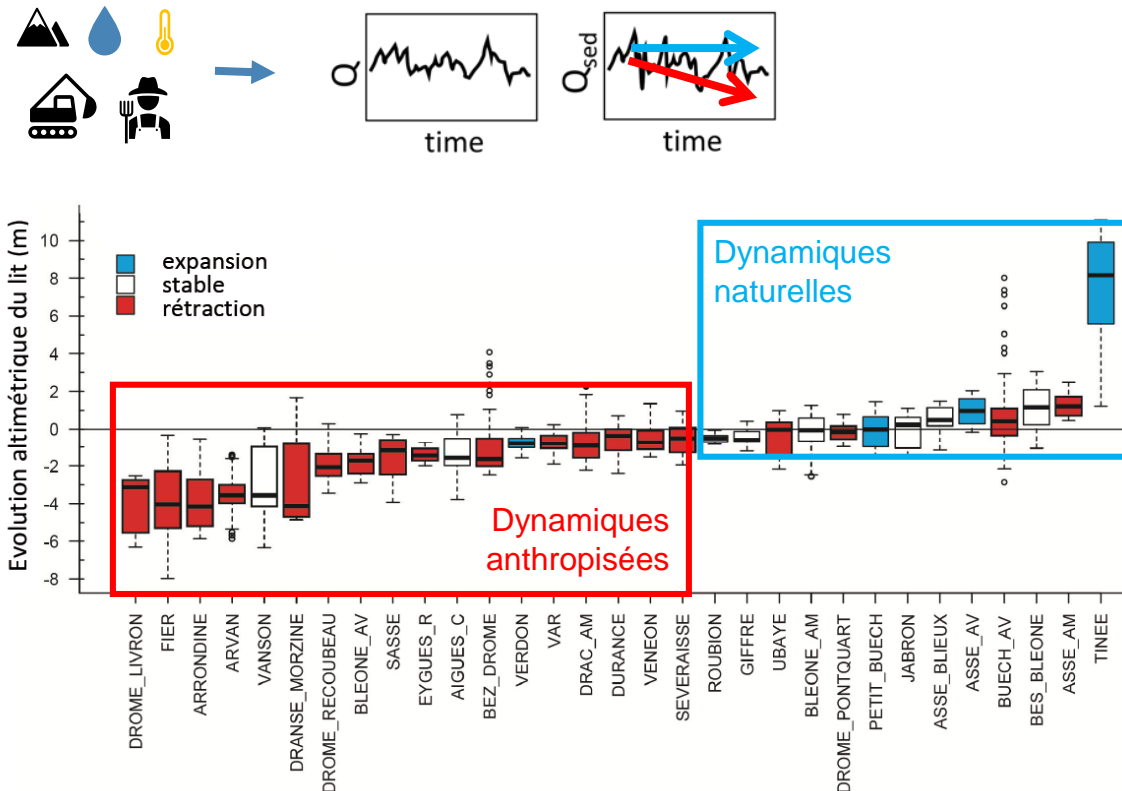 Q
time
Qsed
time
Evolution altimétrique du lit (m)
10
8
6
4
2
0
-2
-4
-6
-8
expansion
stable
rétraction
Dynamiques
naturelles
Dynamiques
anthropisées
DROME_LIVRON
FIER
ARRONDINE
ARVAN
VANSON
DRANSE_MORZINE
DROME_RECOUBEAU
BLEONE_AV
SASSE
EYGUES_R
AIGUES_C
BEZ_DROME
VERDON
VAR
DRAC_AM
DURANCE
VENEON
SEVERAISSE
ROUBION
GIFFRE
UBAYE
BLEONE_AM
DROME_PONTQUART
PETIT_BUECH
JABRON
ASSE_BLIEUX
ASSE_AV
BUECH_AV
BES_BLEONE
ASSE_AM
TINEE